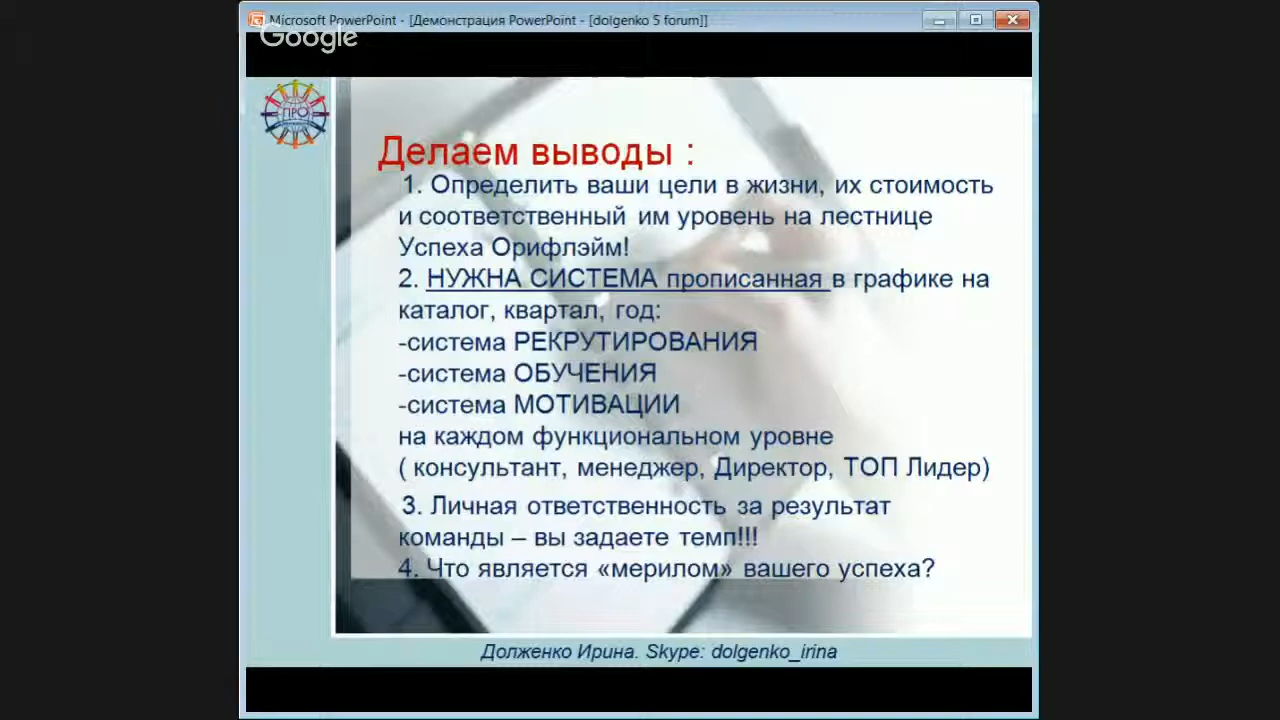 Microsoft PowerPoint - [Демонстрация PowerPoint - [dolgenko 5 forum]]
Google
ПРО
Делаем выводы :
1. Определить ваши цели в жизни, их стоимость
и соответственный им уровень на лестнице
Успеха Орифлэйм!
2. НУЖНА СИСТЕМА прописанная в графике на
каталог, квартал, год:
-система РЕКРУТИРОВАНИЯ
-система ОБУЧЕНИЯ
-система МОТИВАЦИИ
на каждом функциональном уровне
( консультант, менеджер, Директор, ТОП Лидер)
3. Личная ответственность за результат
команды – вы задаете темп!!!
4. Что является «мерилом» вашего успеха?
Долженко Ирина. Skype: dolgenko_irina